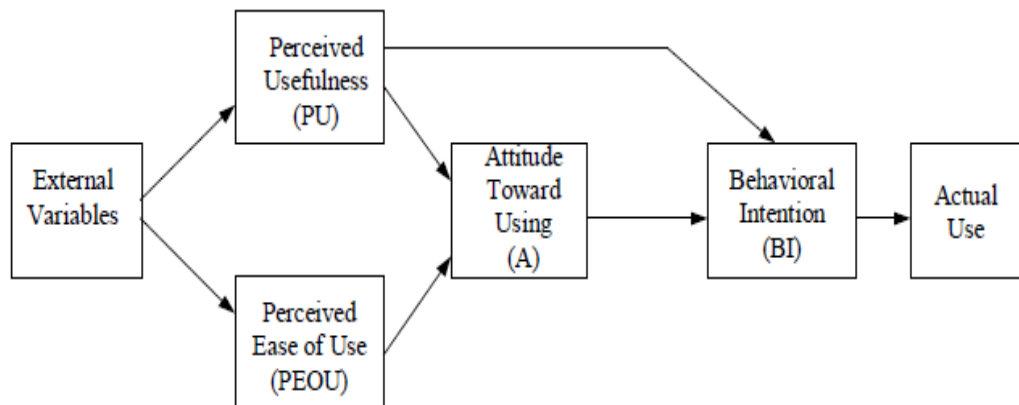 External
Variables
Perceived
Usefulness
(PU)
Perceived
Ease of Use
(PEOU)
Attitude
Toward
Using
(A)
Behavioral
Intention
(BI)
Actual
Use